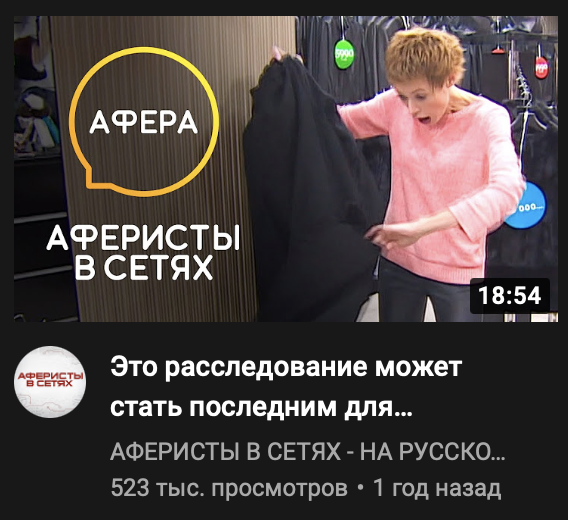 АФЕРА
АФЕРИСТЫ
В СЕТЯХ
18:54
АФЕРИСТЫ
В СЕТЯХ
Это расследование может
стать последним для...
АФЕРИСТЫ В СЕТЯХ - НА РУССКО...
523 тыс. просмотров • 1 год назад